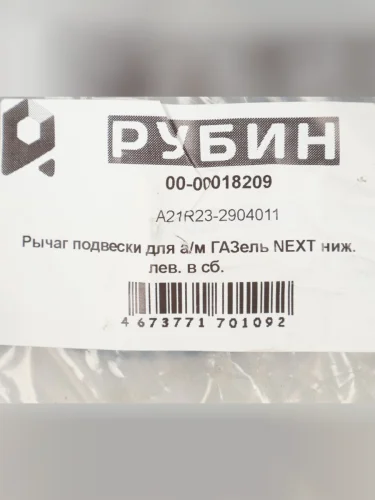 РУБИН
00-00018209
A21R23-2904011
Рычаг подвески для а/м ГАЗель NEXT ниж.
лев. в сб.
4 673771 701092